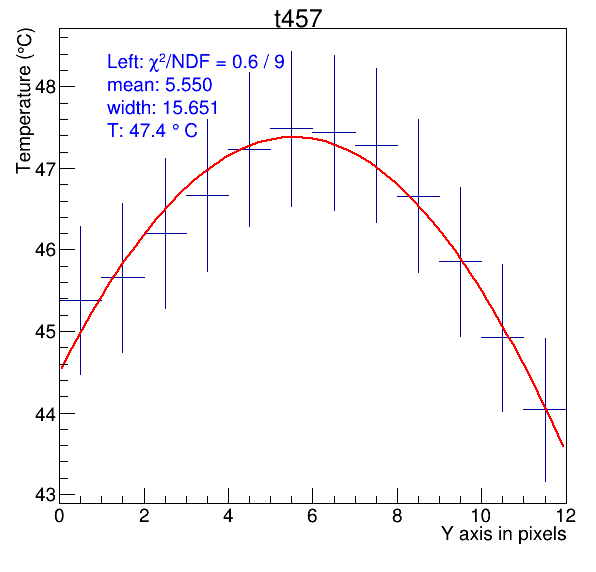 t457
Temperature (°C)
Left: χ²/NDF = 0.6 / 9
mean: 5.550
width: 15.651
T: 47.4 ° C
48
47
46
45
44
43
0 2 4 6 8 10 12
Y axis in pixels